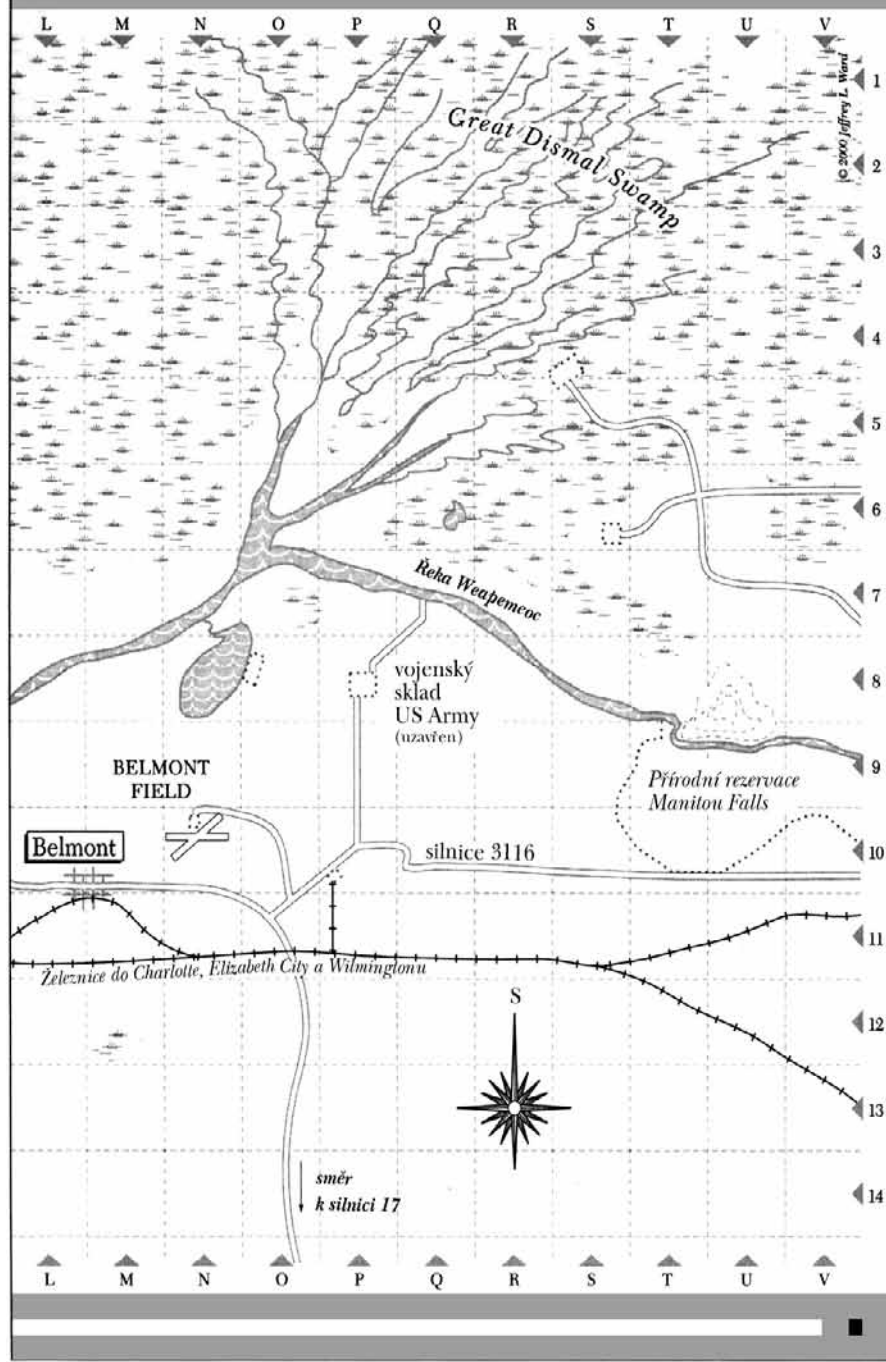 L M N O P Q R S T U V
1
© 2000 Jeffrey L. Ward
Great Dismal Swamp
2
3
4
5
6
Řeka Weapemeoc
7
vojenský
sklad
US Army
(uzavřen)
8
BELMONT
FIELD
Přírodní rezervace
Manitou Falls
9
Belmont
silnice 3116
10
11
Železnice do Charlotte, Elizabeth City a Wilmingtonu
S
12
13
směr
k silnici 17
14
L M N O P Q R S T U V